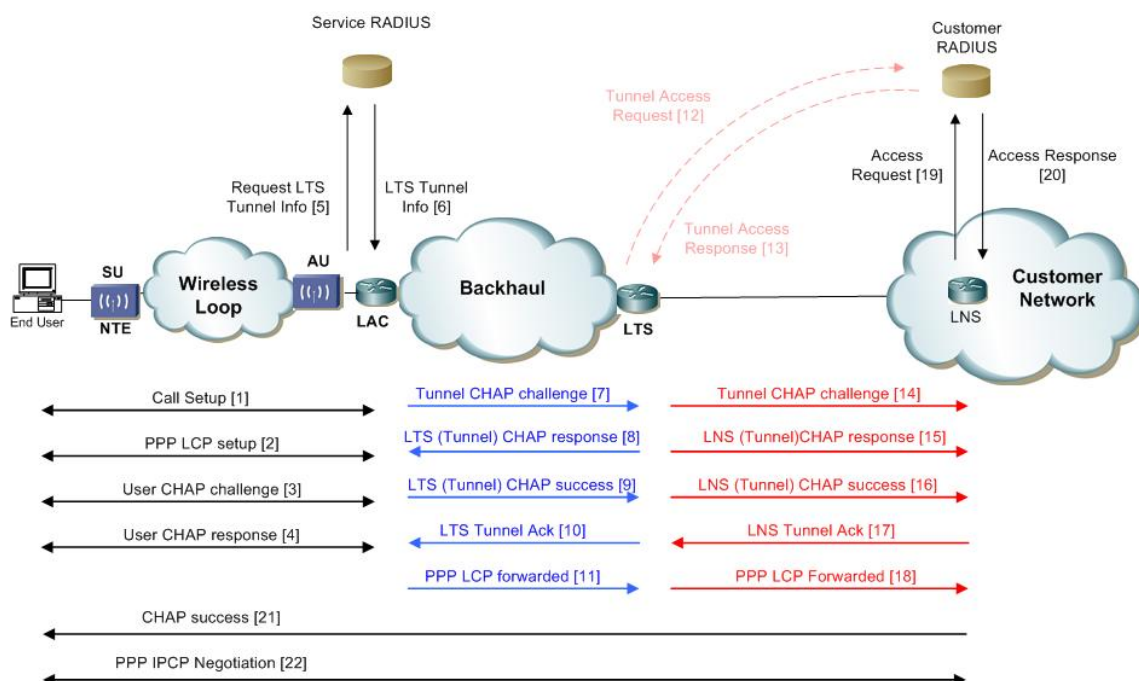 Service RADIUS
Customer
RADIUS
Tunnel Access
Request [12]
Access
Request [19]
Access Response
[20]
Request LTS
Tunnel Info [5]
LTS Tunnel
Info [6]
Tunnel Access
Response [13]
SU
Wireless
Loop
AU
Backhaul
Customer
Network
End User
NTE
LAC
LTS
LNS
Call Setup [1]
Tunnel CHAP challenge [7]
Tunnel CHAP challenge [14]
PPP LCP setup [2]
LTS (Tunnel) CHAP response [8]
LNS (Tunnel)CHAP response [15]
User CHAP challenge [3]
LTS (Tunnel) CHAP success [9]
LNS (Tunnel) CHAP success [16]
User CHAP response [4]
LTS Tunnel Ack [10]
LNS Tunnel Ack [17]
PPP LCP forwarded [11]
PPP LCP Forwarded [18]
CHAP success [21]
PPP IPCP Negotiation [22]